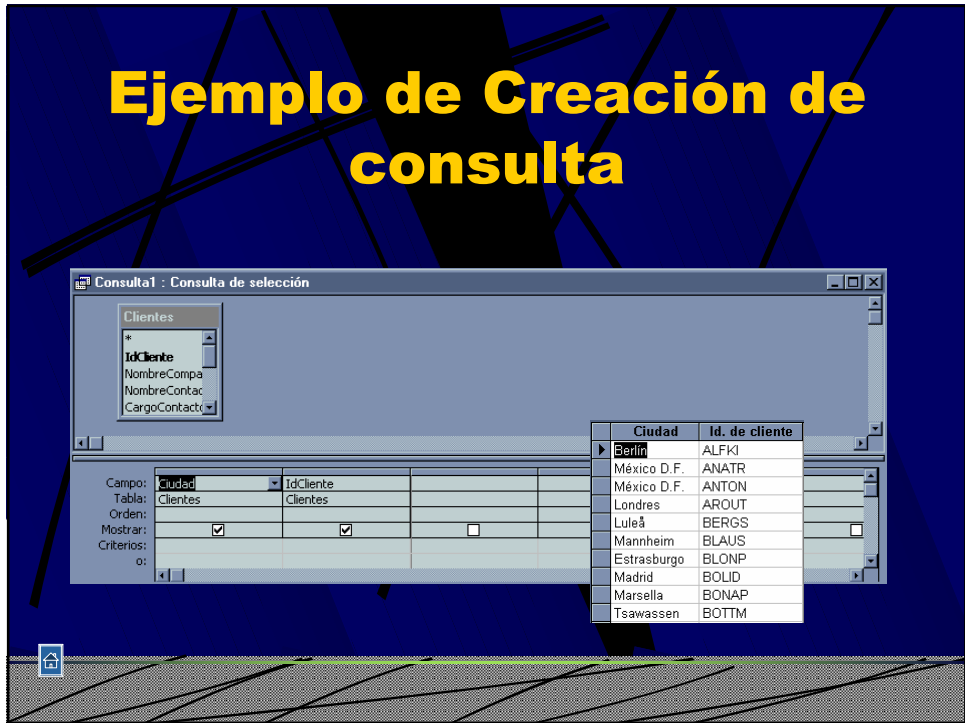 Ejemplo de Creación de
consulta
Consulta1 : Consulta de selección
Clientes
*
IdCliente
NombreCompa
NombreContac
CargoContacto
Campo: Ciudad IdCliente
Tabla: Clientes Clientes
Orden:
Mostrar:
Criterios:
o:
Ciudad Id. de cliente
Berlín ALFKI
México D.F. ANATR
México D.F. ANTON
Londres AROUT
Luleå BERGS
Mannheim BLAUS
Estrasburgo BLONP
Madrid BOLID
Marsella BONAP
Tsawassen BOTTM